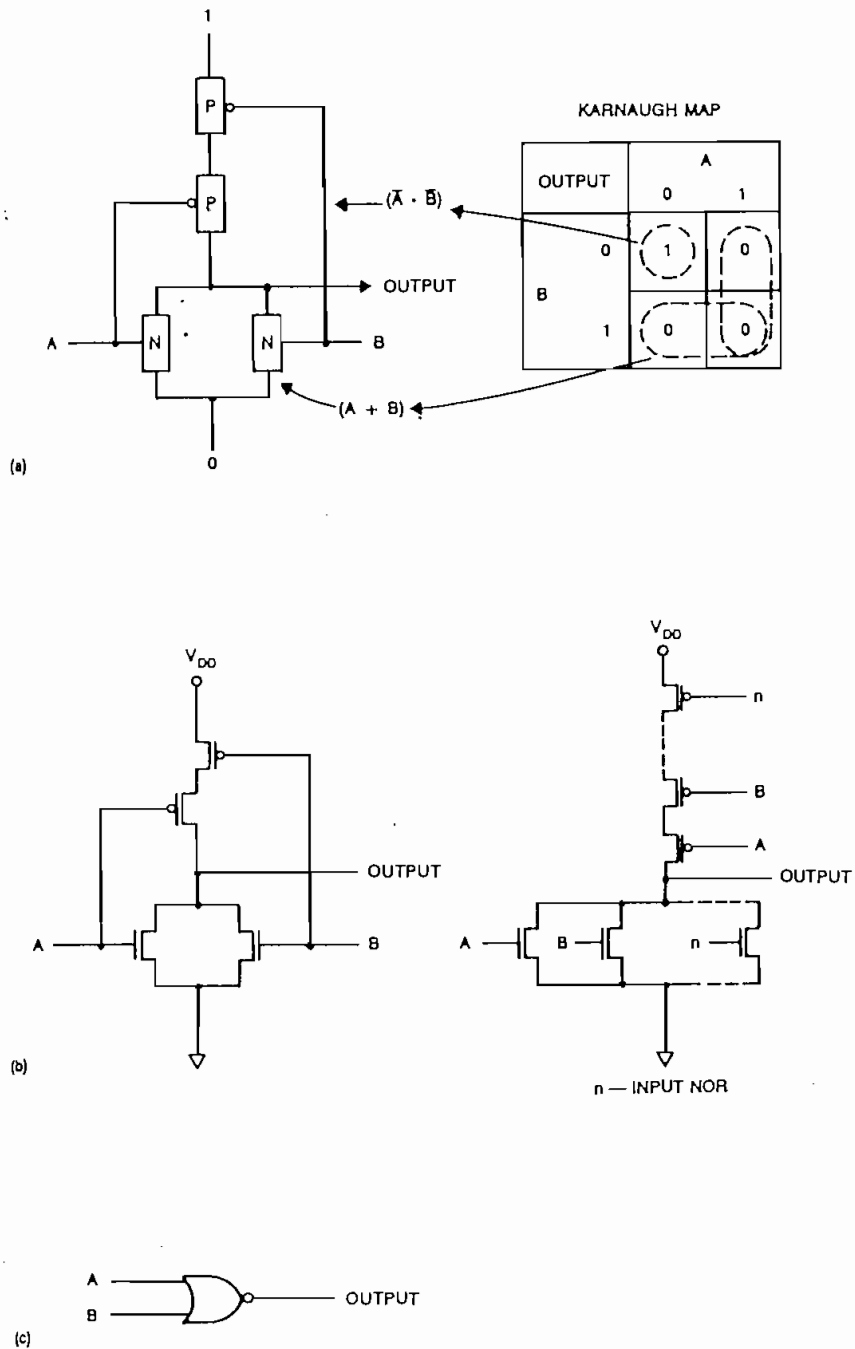 1
P
KARNAUGH MAP
A
OUTPUT
0 1
P
(A̅ · B̅)
0 1 0
OUTPUT
B
A N N B
1 0 0
(A + B)
0
(a)
V_DD
V_DD
n
B
A
OUTPUT
OUTPUT
A B
A B n
(b)
n — INPUT NOR
A
OUTPUT
B
(c)